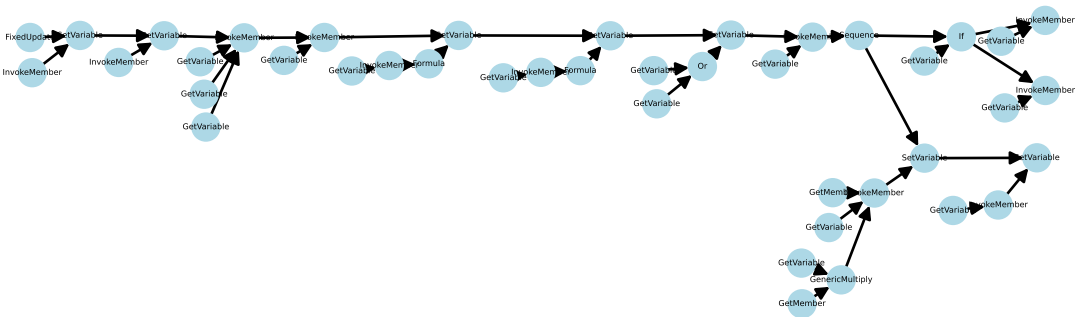 FixedUpdate
SetVariable
SetVariable
InvokeMember
InvokeMember
SetVariable
SetVariable
SetVariable
InvokeMember
Sequence
If
InvokeMember
GetVariable
InvokeMember
InvokeMember
GetVariable
GetVariable
GetVariable
InvokeMember
Formula
GetVariable
InvokeMember
Formula
GetVariable
Or
GetVariable
GetVariable
InvokeMember
GetVariable
GetVariable
GetVariable
GetVariable
SetVariable
SetVariable
GetMember
InvokeMember
GetVariable
InvokeMember
GetVariable
GetVariable
GenericMultiply
GetMember